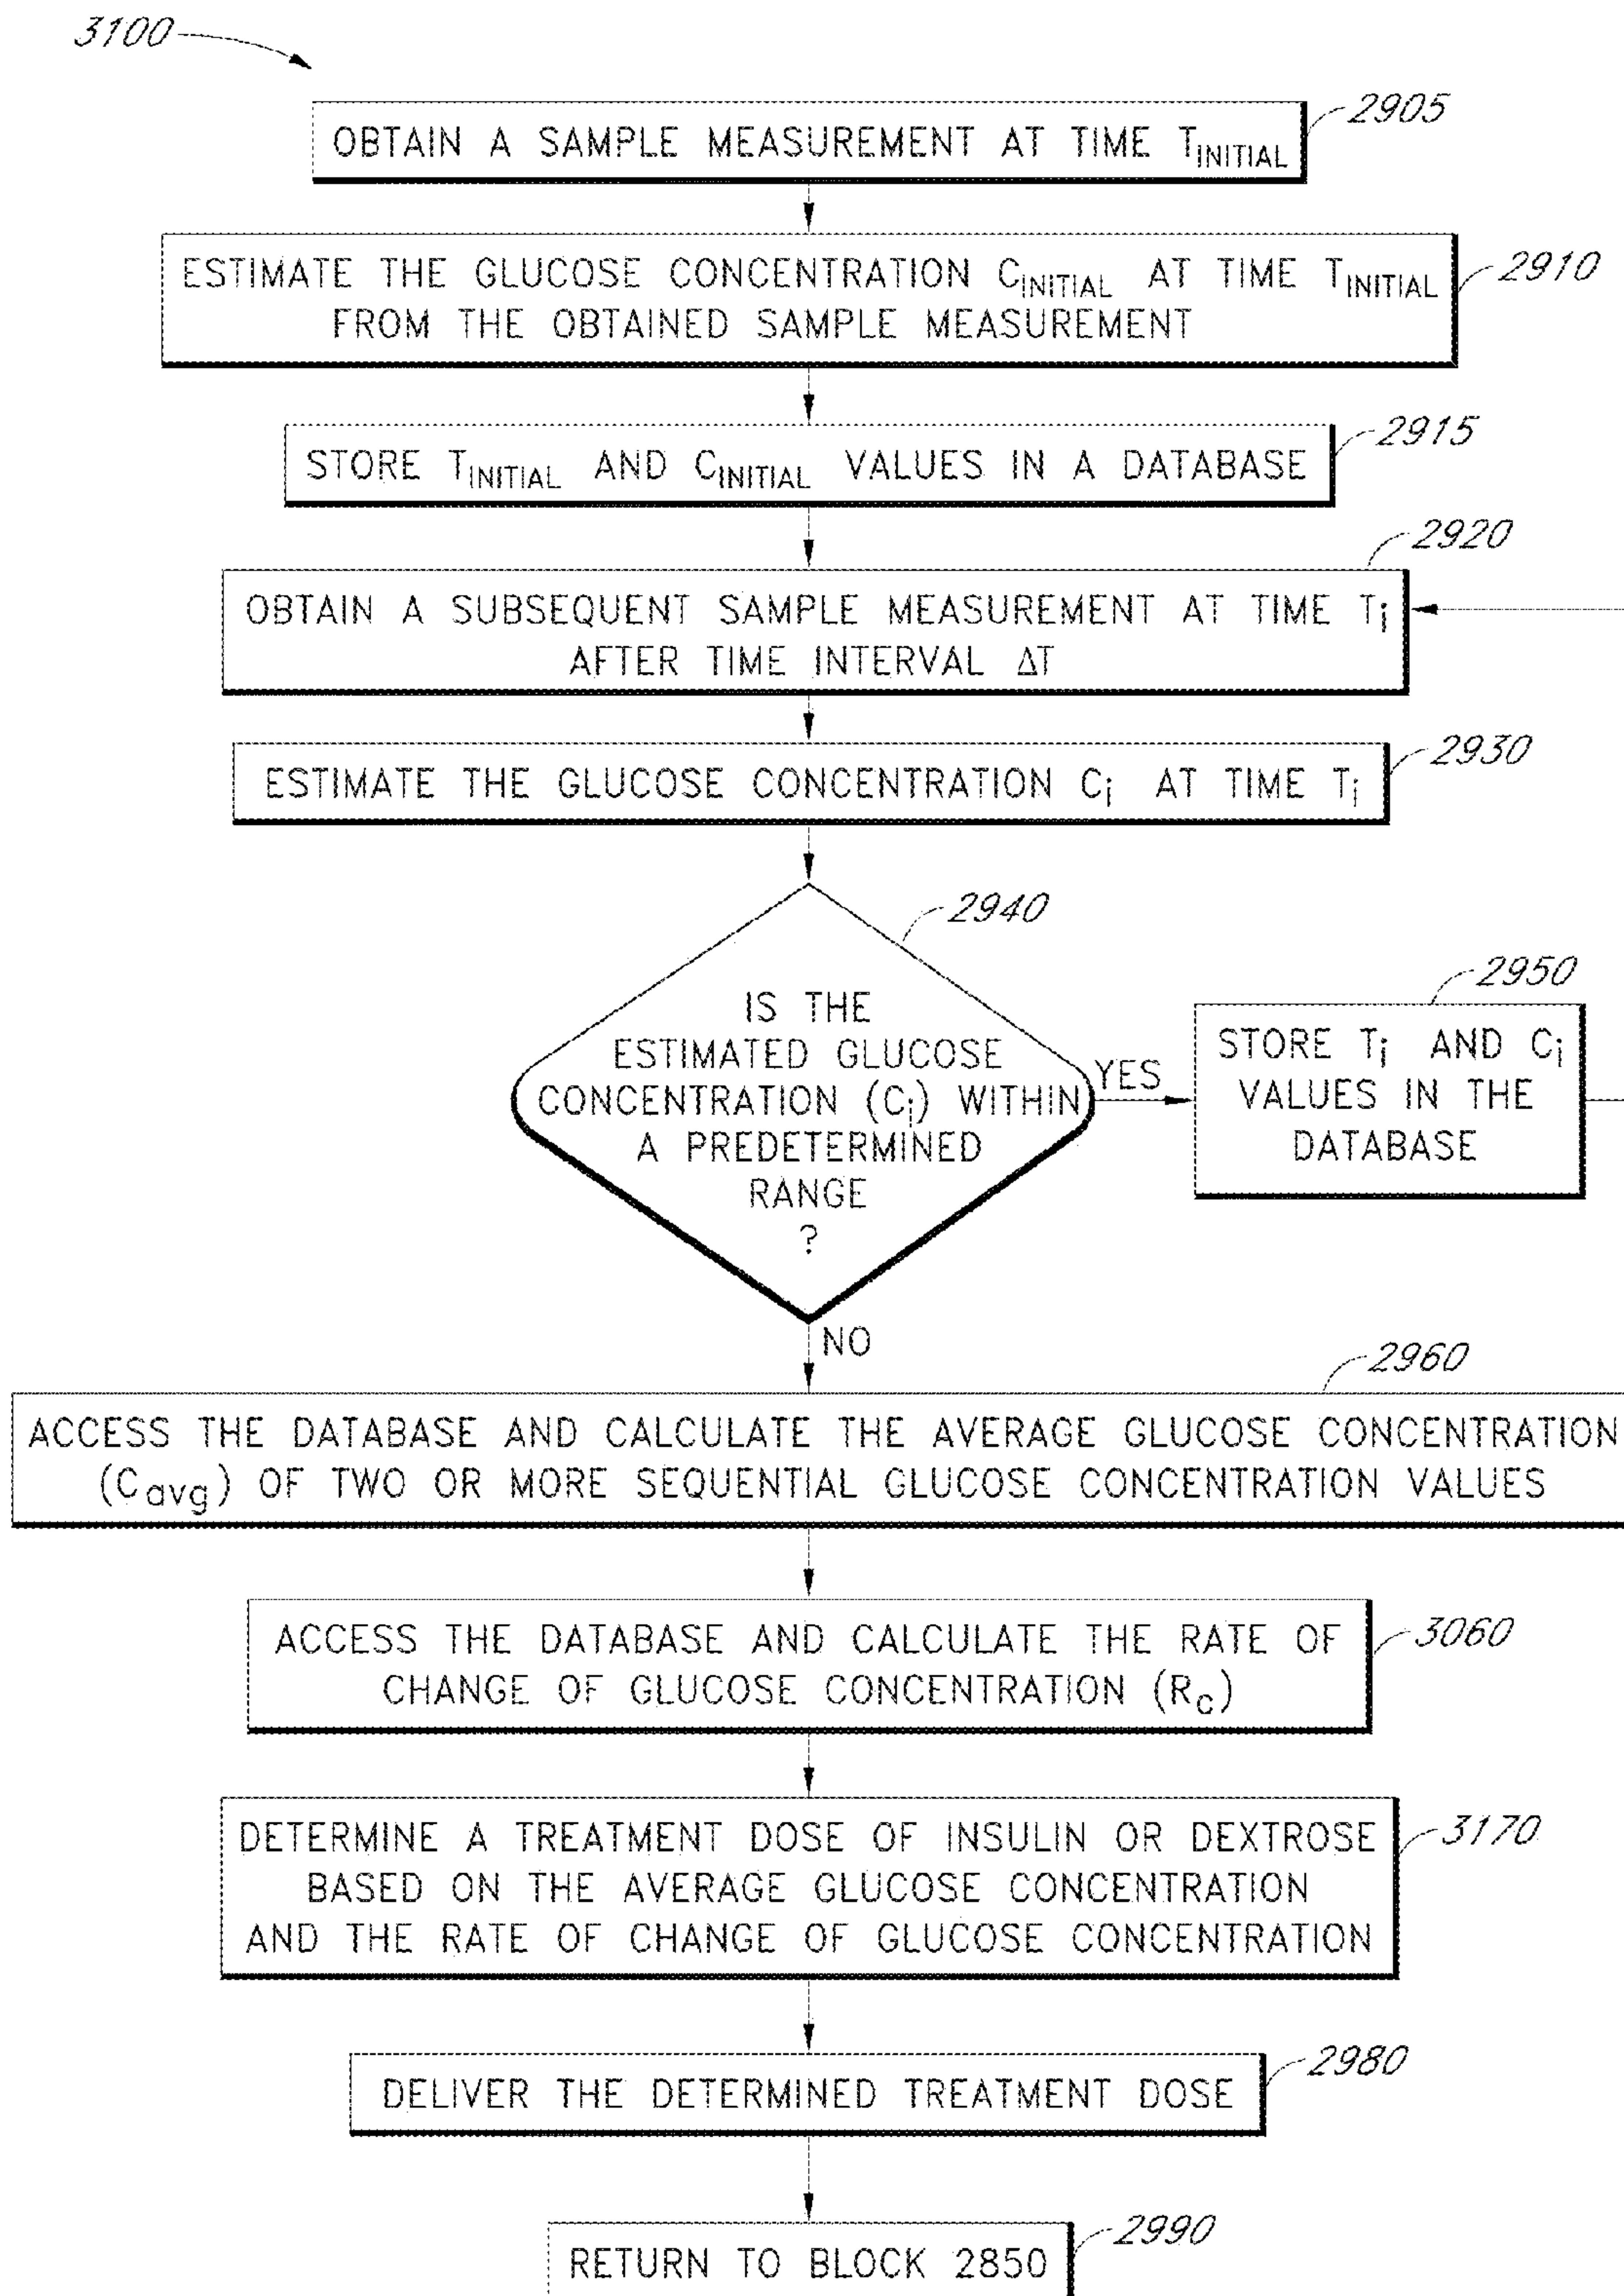 3100
2905
OBTAIN A SAMPLE MEASUREMENT AT TIME TINITIAL
2910
ESTIMATE THE GLUCOSE CONCENTRATION CINITIAL AT TIME TINITIAL
FROM THE OBTAINED SAMPLE MEASUREMENT
2915
STORE TINITIAL AND CINITIAL VALUES IN A DATABASE
2920
OBTAIN A SUBSEQUENT SAMPLE MEASUREMENT AT TIME Ti
AFTER TIME INTERVAL ΔT
2930
ESTIMATE THE GLUCOSE CONCENTRATION Ci AT TIME Ti
2940
IS THE
ESTIMATED GLUCOSE
CONCENTRATION (Ci) WITHIN
A PREDETERMINED
RANGE
?
YES
2950
STORE Ti AND Ci
VALUES IN THE
DATABASE
NO
2960
ACCESS THE DATABASE AND CALCULATE THE AVERAGE GLUCOSE CONCENTRATION
(Cavg) OF TWO OR MORE SEQUENTIAL GLUCOSE CONCENTRATION VALUES
3060
ACCESS THE DATABASE AND CALCULATE THE RATE OF
CHANGE OF GLUCOSE CONCENTRATION (Rc)
3170
DETERMINE A TREATMENT DOSE OF INSULIN OR DEXTROSE
BASED ON THE AVERAGE GLUCOSE CONCENTRATION
AND THE RATE OF CHANGE OF GLUCOSE CONCENTRATION
2980
DELIVER THE DETERMINED TREATMENT DOSE
2990
RETURN TO BLOCK 2850